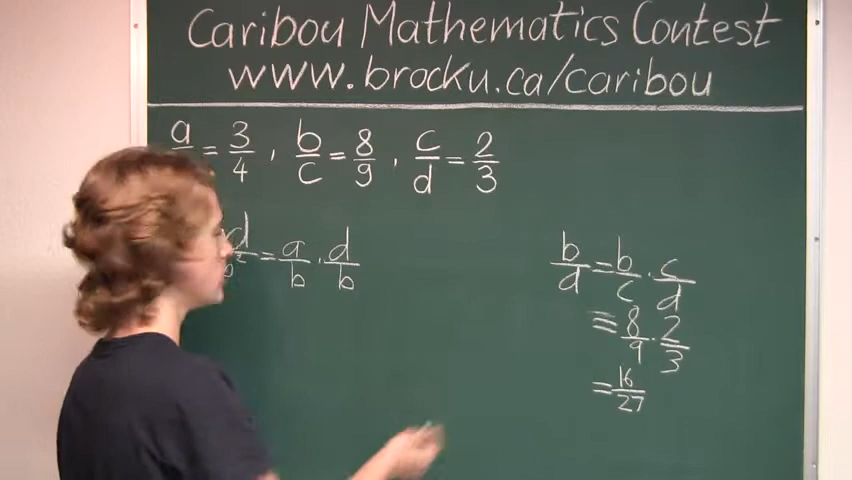 Caribou Mathematics Contest
www.brocku.ca/caribou
a/ = 3/4 , b/c = 8/9 , c/d = 2/3
d/b² = a/b · d/b
b/d = b/c · c/d
= 8/9 · 2/3
= 16/27